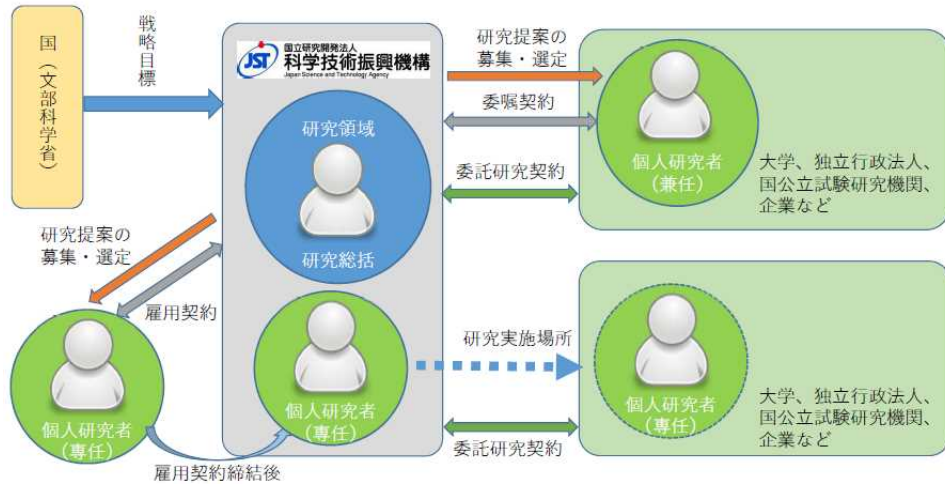 国(文部科学省)
戦略目標
JST
国立研究開発法人
科学技術振興機構
Japan Science and Technology Agency
研究領域
研究総括
研究提案の
募集・選定
委嘱契約
委託研究契約
個人研究者
(兼任)
大学、独立行政法人、
国公立試験研究機関、
企業など
研究提案の
募集・選定
雇用契約
個人研究者
(専任)
雇用契約締結後
個人研究者
(専任)
研究実施場所
委託研究契約
個人研究者
(専任)
大学、独立行政法人、
国公立試験研究機関、
企業など